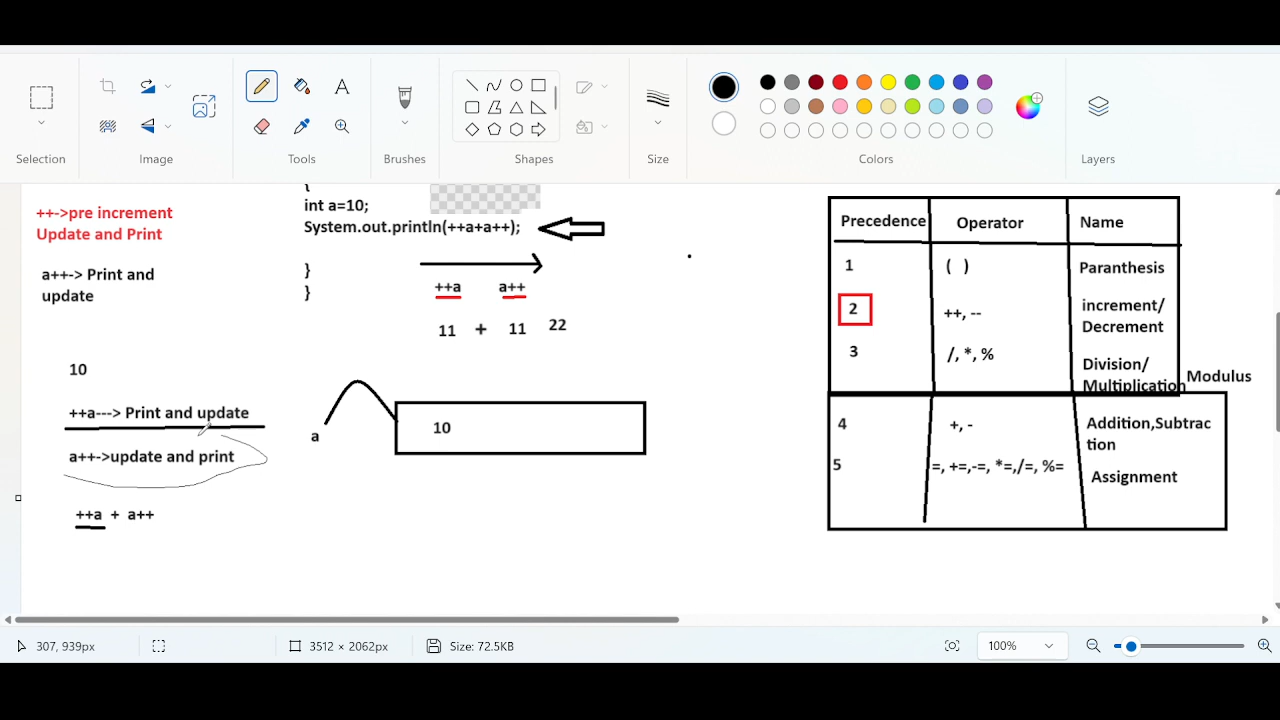 Selection
Image
Tools
Brushes
Shapes
Size
Colors
Layers
++->pre increment
Update and Print
a++-> Print and
update
10
++a---> Print and update
a++->update and print
++a + a++
{
int a=10;
System.out.println(++a+a++);
}
}
++a a++
11 + 11 22
a
10
Precedence Operator Name
1 ( ) Paranthesis
2 ++, -- increment/
Decrement
3 /, *, % Division/
Multiplication Modulus
4 +, - Addition,Subtrac
tion
5 =, +=,-=, *=,/=, %= Assignment
307, 939px
3512 × 2062px
Size: 72.5KB
100%